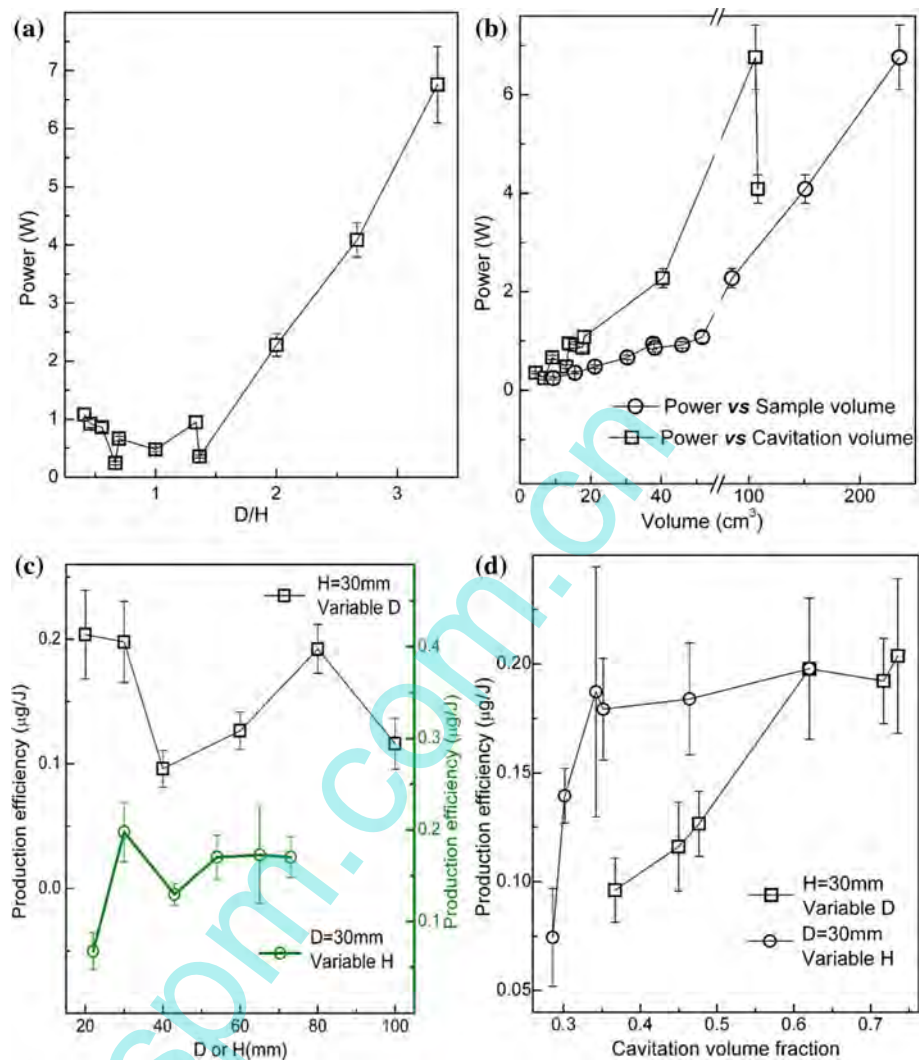 (a)
7
6
5
4
3
2
1
0
Power (W)
1
2
3
D/H
(b)
6
4
2
0
Power (W)
Power vs Sample volume
Power vs Cavitation volume
0
20
40
100
200
Volume (cm³)
(c)
H=30mm
Variable D
0.2
0.1
0.0
Production efficiency (μg/J)
0.4
0.3
0.2
0.1
Production efficiency (μg/J)
D=30mm
Variable H
20
40
60
80
100
D or H(mm)
(d)
0.20
0.15
0.10
0.05
Production efficiency (μg/J)
H=30mm
Variable D
D=30mm
Variable H
0.3
0.4
0.5
0.6
0.7
Cavitation volume fraction
spm.com.cn